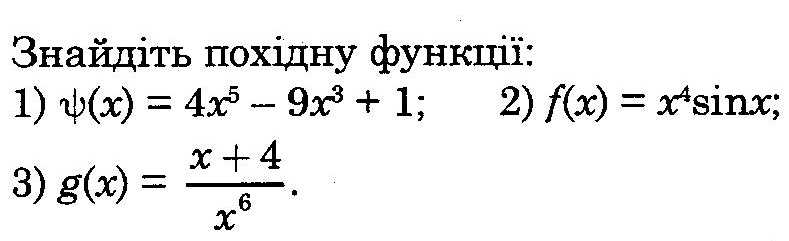 Знайдіть похідну функції:
1) ψ(x) = 4x⁵ – 9x³ + 1; 2) f(x) = x⁴sinx;
3) g(x) = (x + 4)/x⁶.